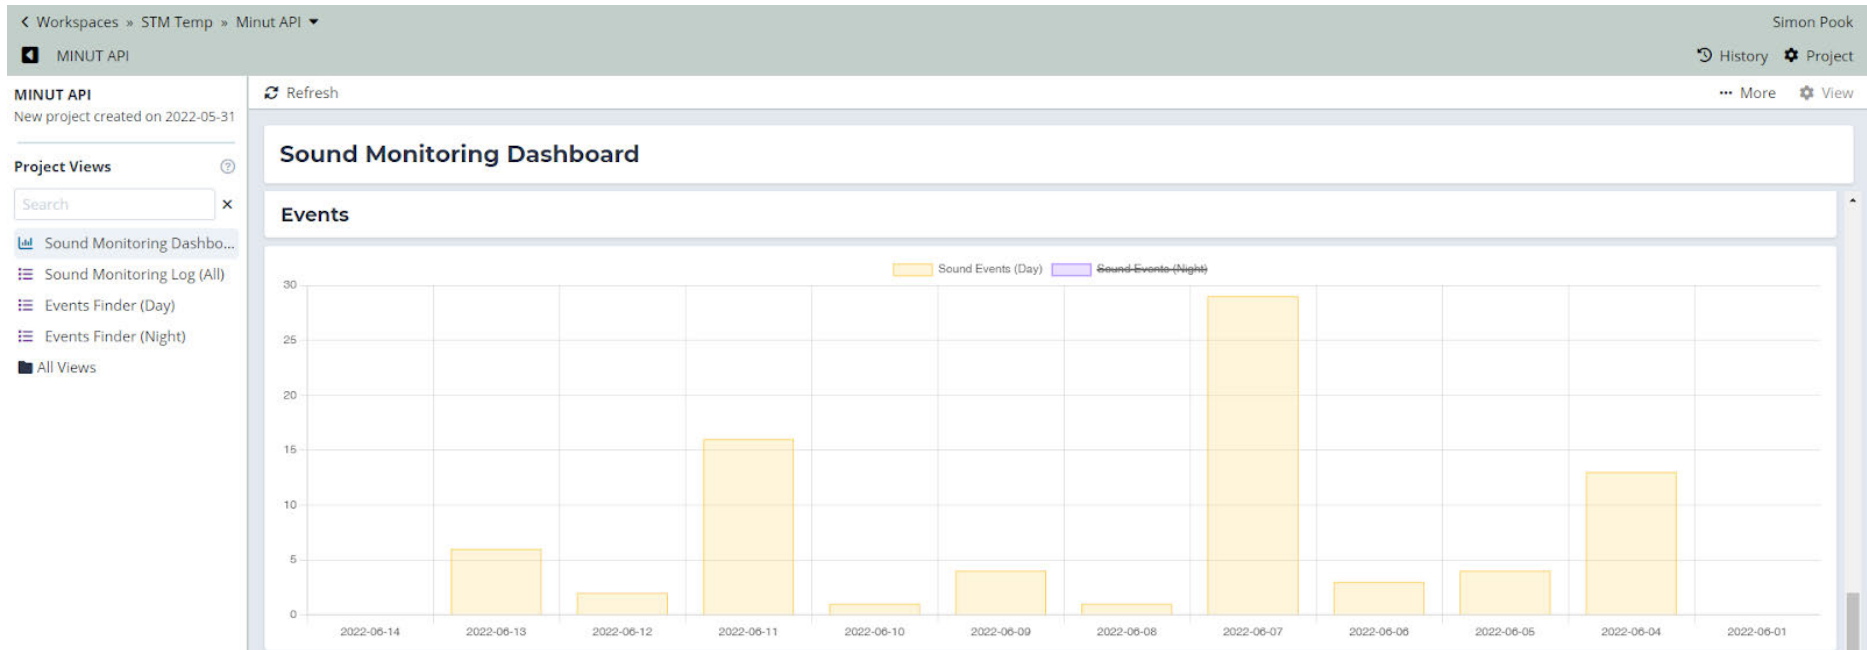 Workspaces » STM Temp » Minut API
Simon Pook
MINUT API
History Project
MINUT API
New project created on 2022-05-31
Project Views
Search
Sound Monitoring Dashbo...
Sound Monitoring Log (All)
Events Finder (Day)
Events Finder (Night)
All Views
Refresh
More View
Sound Monitoring Dashboard
Events
Sound Events (Day) Sound Events (Night)
30
25
20
15
10
5
0
2022-06-14 2022-06-13 2022-06-12 2022-06-11 2022-06-10 2022-06-09 2022-06-08 2022-06-07 2022-06-06 2022-06-05 2022-06-04 2022-06-01